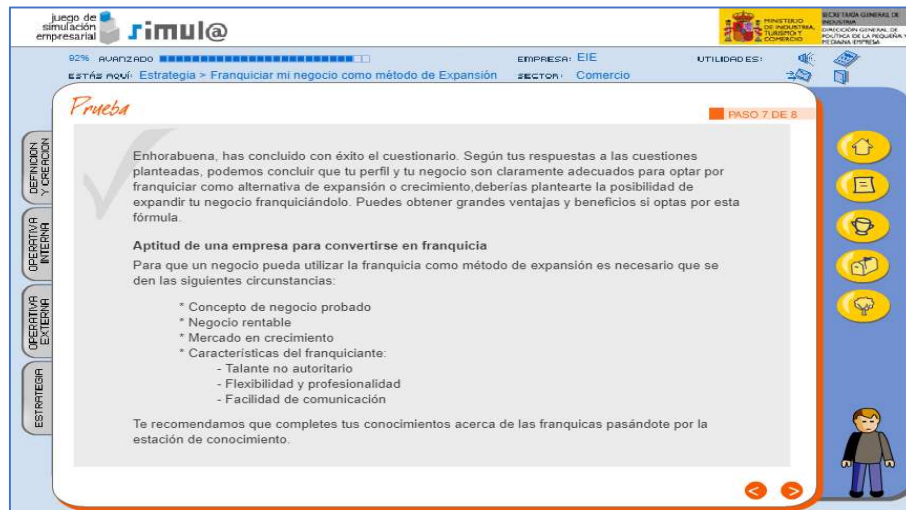 juego de
simulación
empresarial
simul@
MINISTERIO
DE INDUSTRIA,
TURISMO Y
COMERCIO
SECRETARÍA GENERAL DE
INDUSTRIA
DIRECCIÓN GENERAL DE
POLÍTICA DE LA PEQUEÑA Y
MEDIANA EMPRESA
92% AVANZADO
EMPRESA: EIE
UTILIDADES:
ESTÁS AQUÍ: Estrategia > Franquiciar mi negocio como método de Expansión
SECTOR: Comercio
Prueba
PASO 7 DE 8
DEFINICION
Y CREACION
OPERATIVA
INTERNA
OPERATIVA
EXTERNA
ESTRATEGIA
Enhorabuena, has concluido con éxito el cuestionario. Según tus respuestas a las cuestiones
planteadas, podemos concluir que tu perfil y tu negocio son claramente adecuados para optar por
franquiciar como alternativa de expansión o crecimiento,deberías plantearte la posibilidad de
expandir tu negocio franquiciándolo. Puedes obtener grandes ventajas y beneficios si optas por esta
fórmula.
Aptitud de una empresa para convertirse en franquicia
Para que un negocio pueda utilizar la franquicia como método de expansión es necesario que se
den las siguientes circunstancias:
* Concepto de negocio probado
* Negocio rentable
* Mercado en crecimiento
* Características del franquiciante:
- Talante no autoritario
- Flexibilidad y profesionalidad
- Facilidad de comunicación
Te recomendamos que completes tus conocimientos acerca de las franquicas pasándote por la
estación de conocimiento.